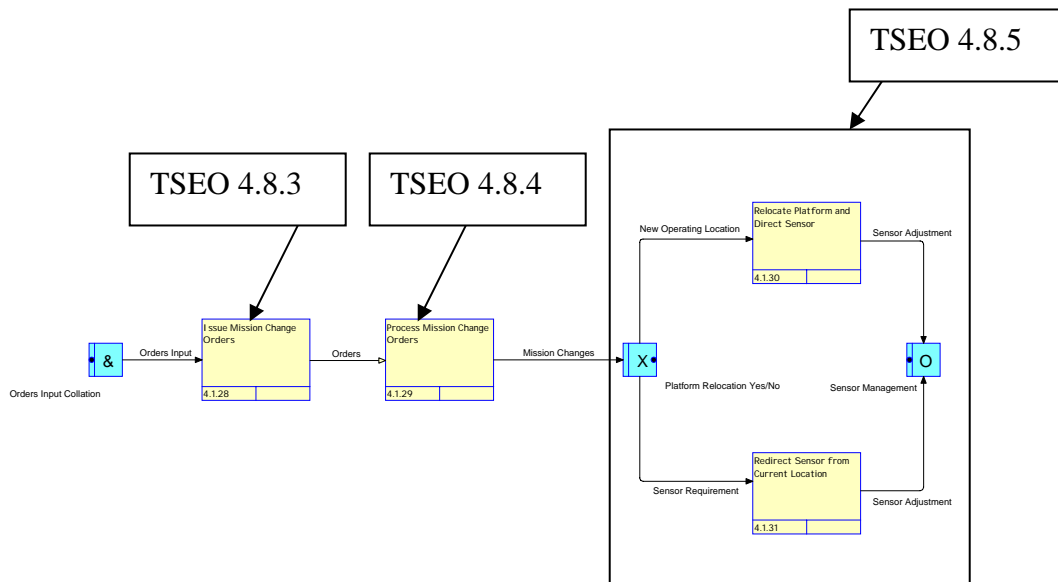 TSEO 4.8.5
TSEO 4.8.3
TSEO 4.8.4
Relocate Platform and
Direct Sensor
4.1.30
New Operating Location
Sensor Adjustment
Issue Mission Change
Orders
4.1.28
Process Mission Change
Orders
4.1.29
&
Orders Input
Orders
Mission Changes
X
O
Orders Input Collation
Platform Relocation Yes/No
Sensor Management
Redirect Sensor from
Current Location
4.1.31
Sensor Requirement
Sensor Adjustment